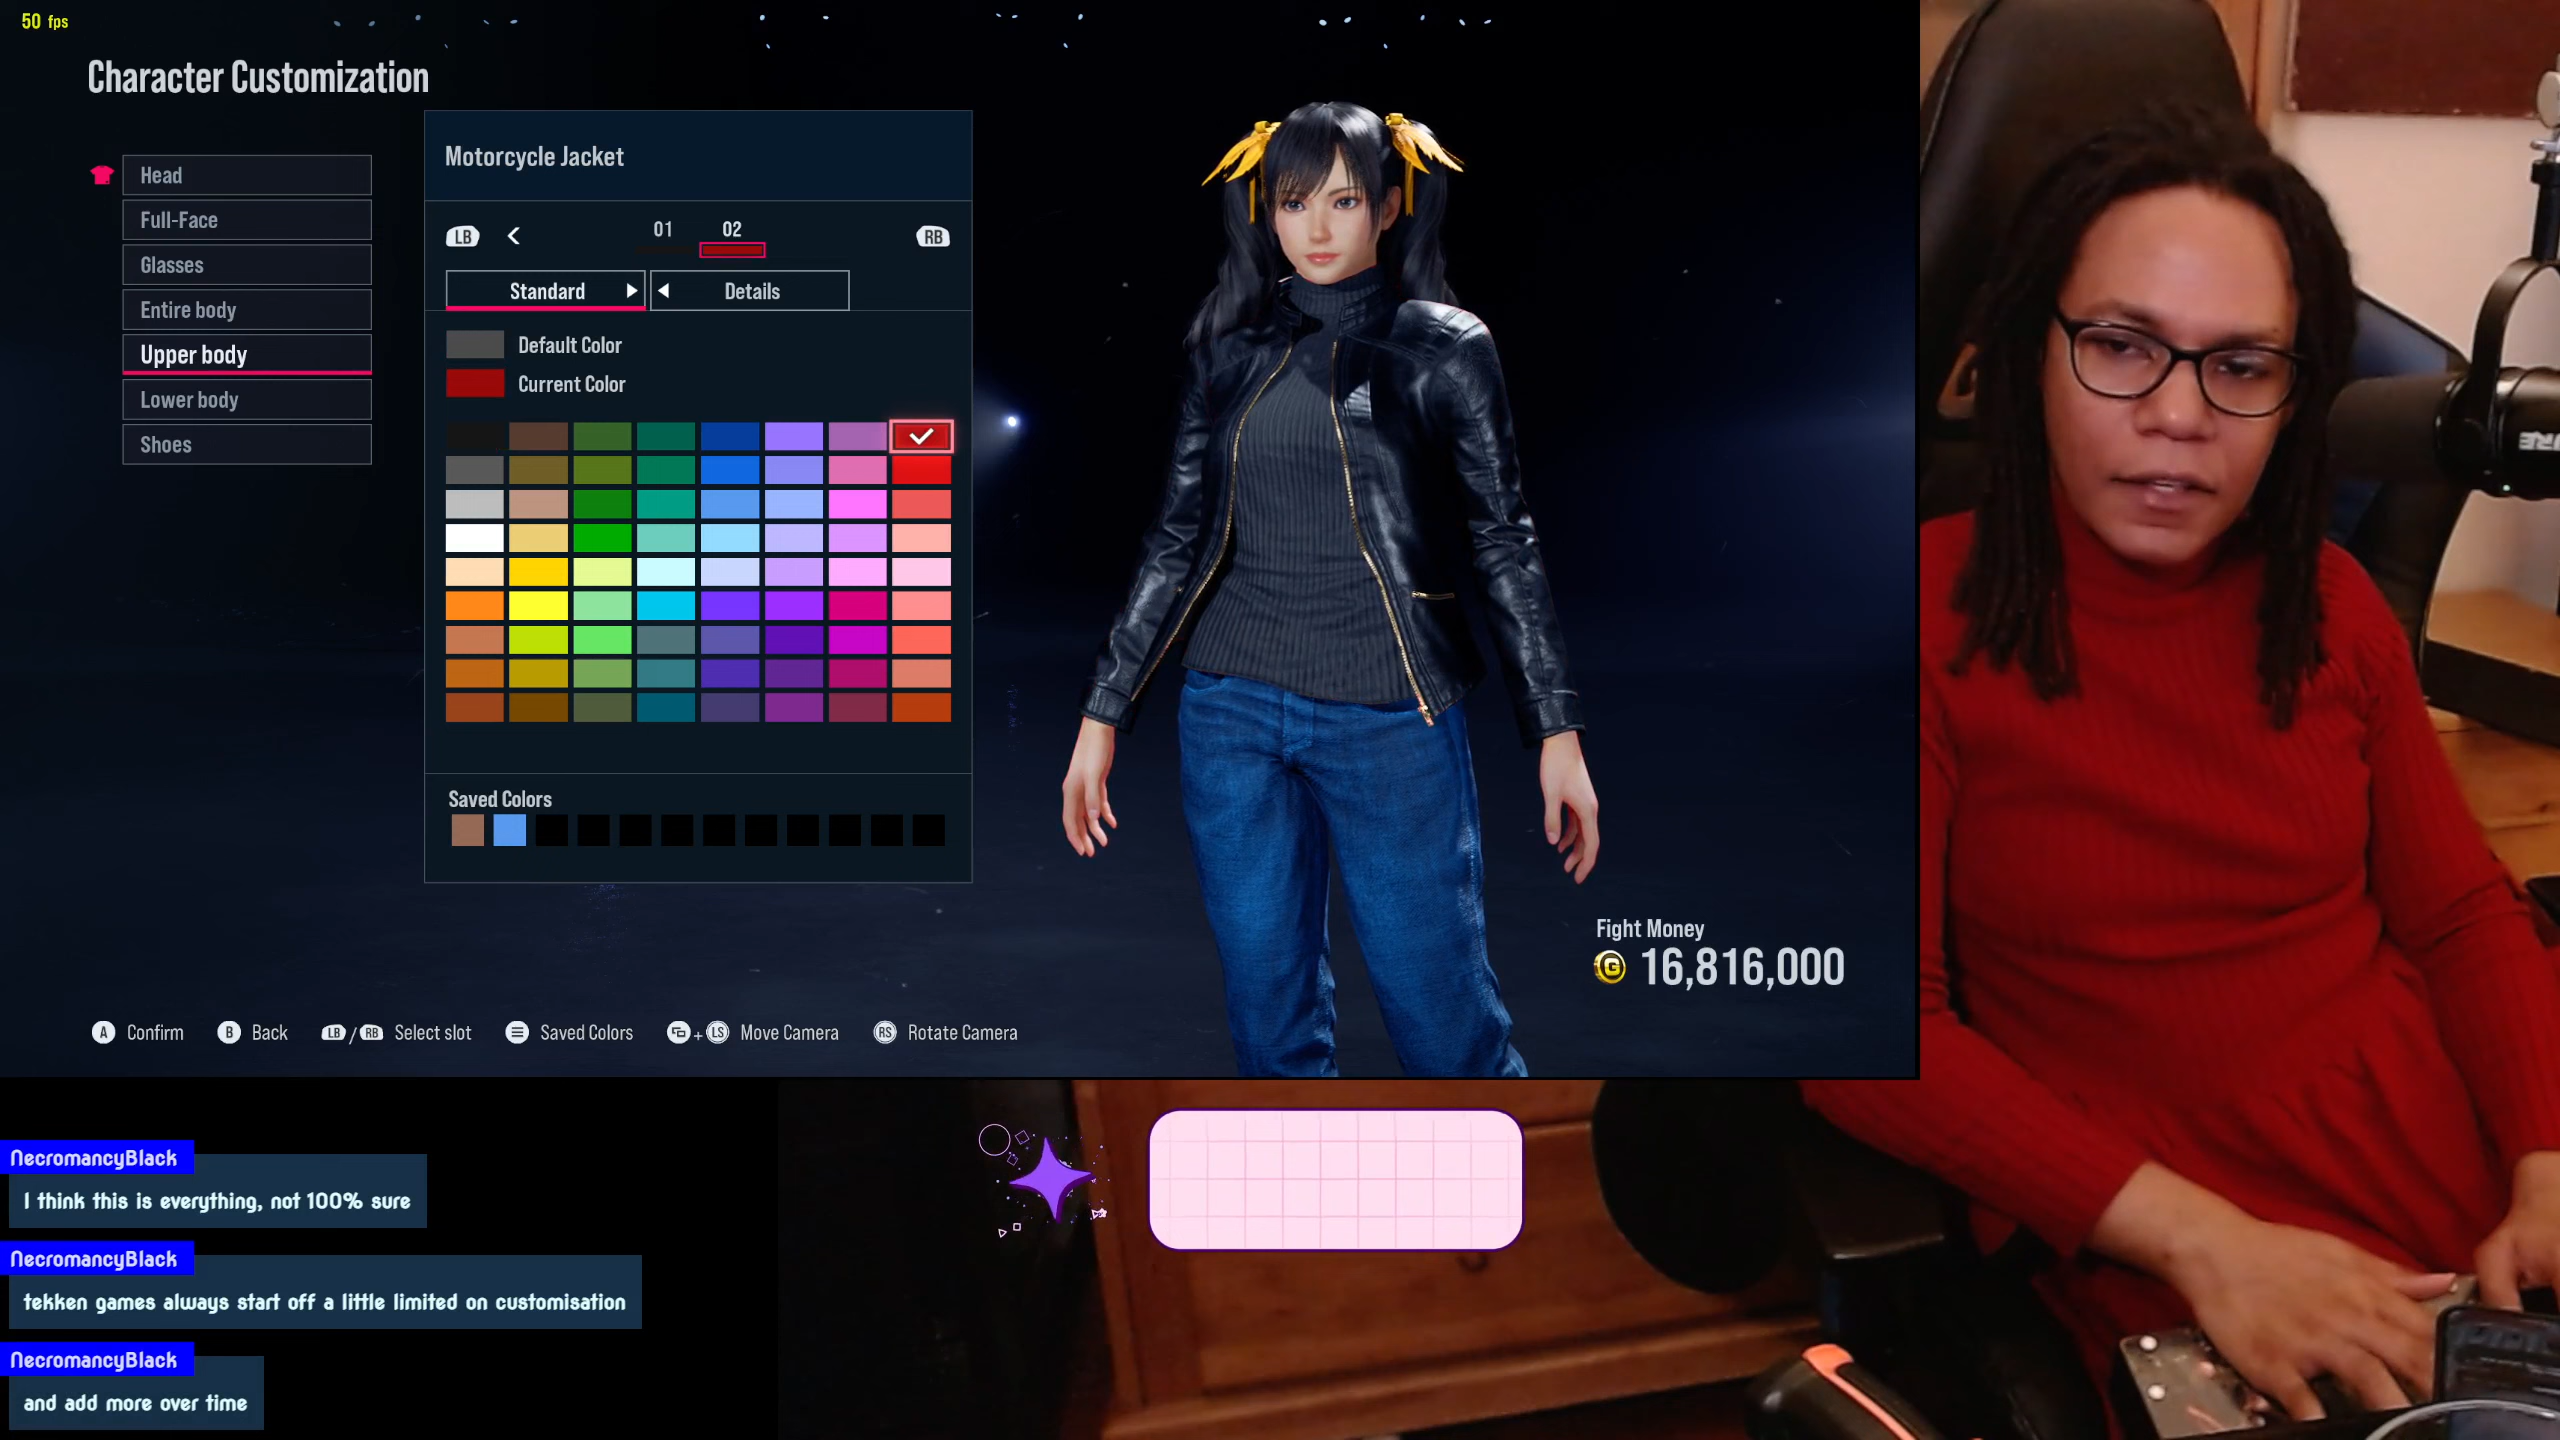 50 fps
Character Customization
Head
Full-Face
Glasses
Entire body
Upper body
Lower body
Shoes
Motorcycle Jacket
LB
01
02
RB
Standard
Details
Default Color
Current Color
Saved Colors
Fight Money
G 16,816,000
A Confirm
B Back
LB / RB Select slot
Saved Colors
+ LS Move Camera
RS Rotate Camera
NecromancyBlack
I think this is everything, not 100% sure
NecromancyBlack
tekken games always start off a little limited on customisation
NecromancyBlack
and add more over time